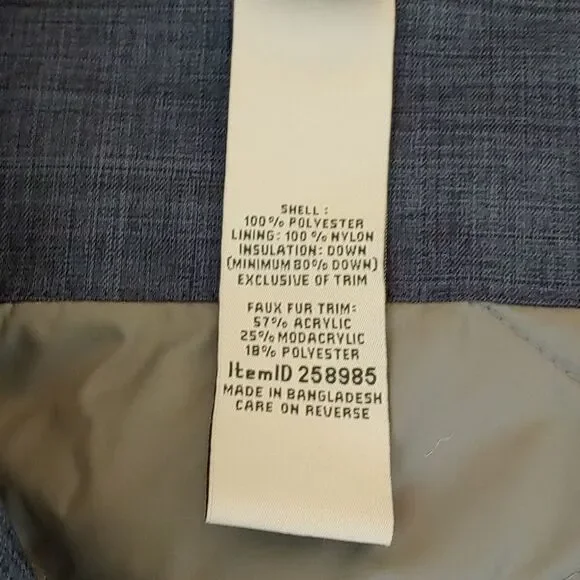 SHELL :
100% POLYESTER
LINING: 100 % NYLON
INSULATION: DOWN
(MINIMUM 80% DOWN)
EXCLUSIVE OF TRIM
FAUX FUR TRIM:
57% ACRYLIC
25% MODACRYLIC
18% POLYESTER
ItemID 258985
MADE IN BANGLADESH
CARE ON REVERSE